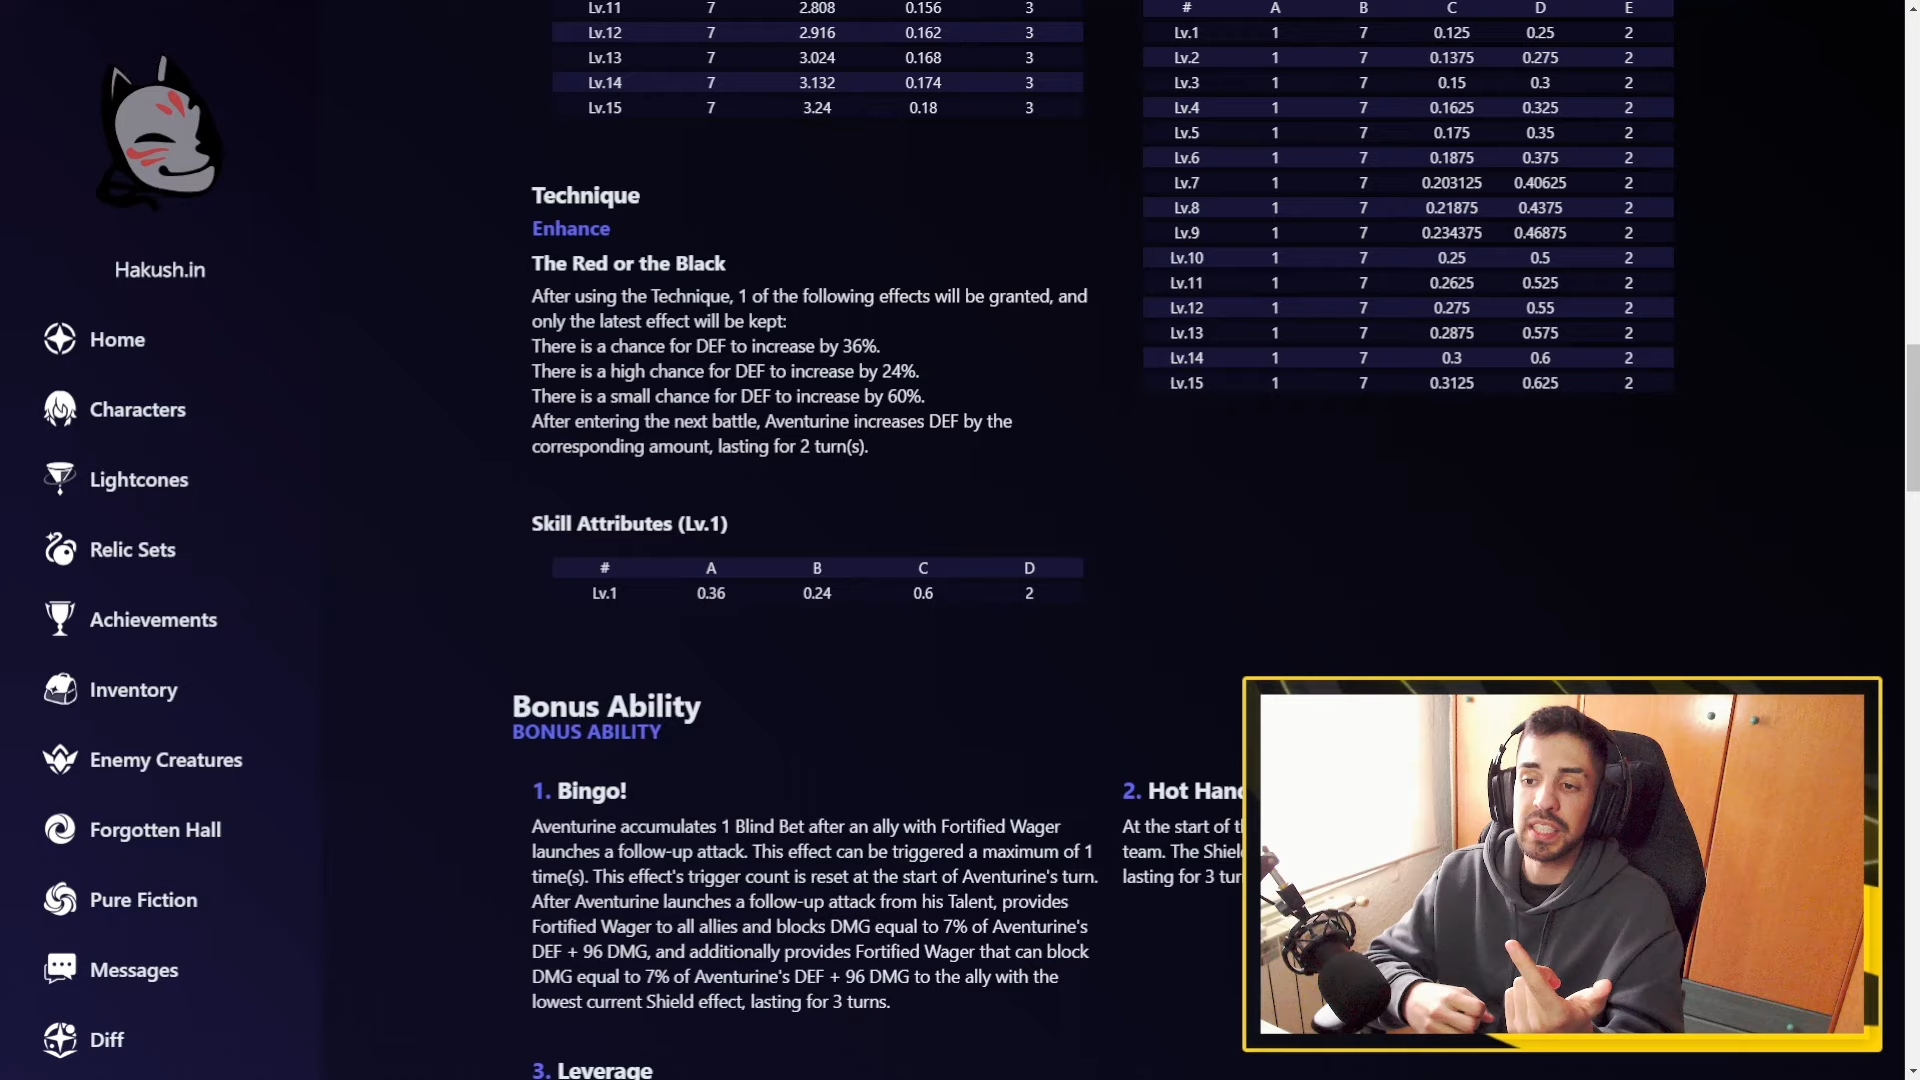 Hakush.in
Home
Characters
Lightcones
Relic Sets
Achievements
Inventory
Enemy Creatures
Forgotten Hall
Pure Fiction
Messages
Diff
Lv.11 7 2.808 0.156 3
Lv.12 7 2.916 0.162 3
Lv.13 7 3.024 0.168 3
Lv.14 7 3.132 0.174 3
Lv.15 7 3.24 0.18 3
Technique
Enhance
The Red or the Black
After using the Technique, 1 of the following effects will be granted, and
only the latest effect will be kept:
There is a chance for DEF to increase by 36%.
There is a high chance for DEF to increase by 24%.
There is a small chance for DEF to increase by 60%.
After entering the next battle, Aventurine increases DEF by the
corresponding amount, lasting for 2 turn(s).
Skill Attributes (Lv.1)
# A B C D
Lv.1 0.36 0.24 0.6 2
# A B C D E
Lv.1 1 7 0.125 0.25 2
Lv.2 1 7 0.1375 0.275 2
Lv.3 1 7 0.15 0.3 2
Lv.4 1 7 0.1625 0.325 2
Lv.5 1 7 0.175 0.35 2
Lv.6 1 7 0.1875 0.375 2
Lv.7 1 7 0.203125 0.40625 2
Lv.8 1 7 0.21875 0.4375 2
Lv.9 1 7 0.234375 0.46875 2
Lv.10 1 7 0.25 0.5 2
Lv.11 1 7 0.2625 0.525 2
Lv.12 1 7 0.275 0.55 2
Lv.13 1 7 0.2875 0.575 2
Lv.14 1 7 0.3 0.6 2
Lv.15 1 7 0.3125 0.625 2
Bonus Ability
BONUS ABILITY
1. Bingo!
Aventurine accumulates 1 Blind Bet after an ally with Fortified Wager
launches a follow-up attack. This effect can be triggered a maximum of 1
time(s). This effect's trigger count is reset at the start of Aventurine's turn.
After Aventurine launches a follow-up attack from his Talent, provides
Fortified Wager to all allies and blocks DMG equal to 7% of Aventurine's
DEF + 96 DMG, and additionally provides Fortified Wager that can block
DMG equal to 7% of Aventurine's DEF + 96 DMG to the ally with the
lowest current Shield effect, lasting for 3 turns.
2. Hot Hand
At the start of
team. The Shiel
lasting for 3 tur
3. Leverage